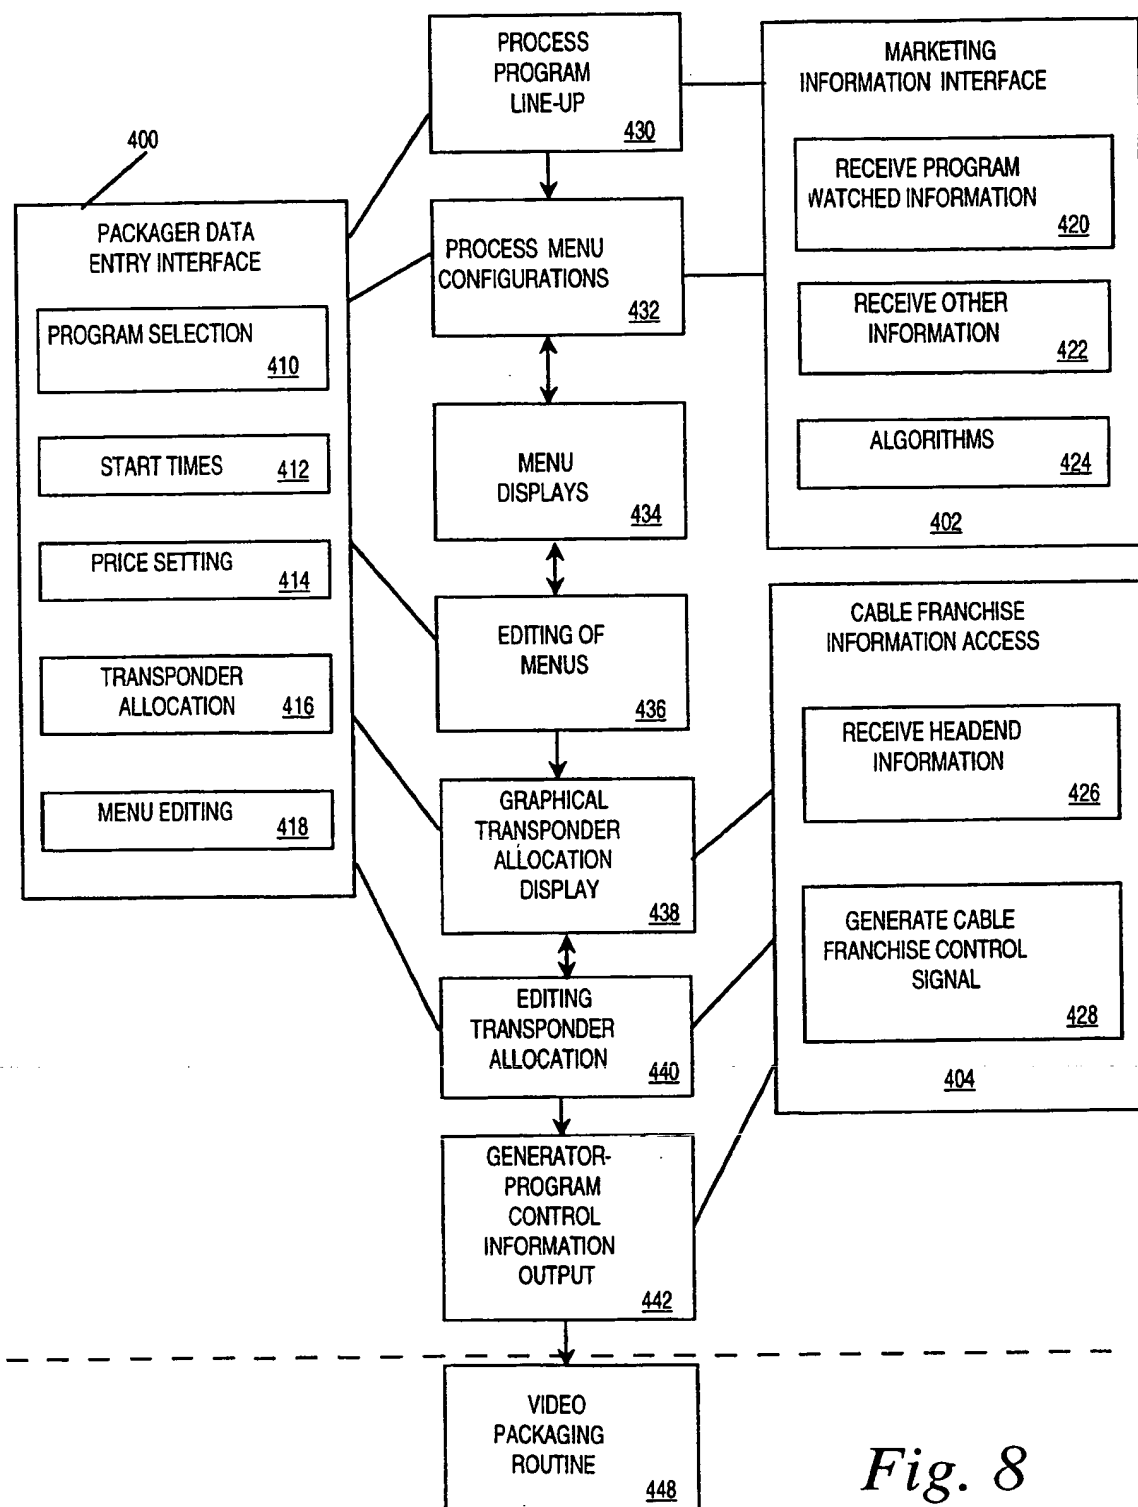 PROCESS
PROGRAM
LINE-UP
430
MARKETING
INFORMATION INTERFACE
RECEIVE PROGRAM
WATCHED INFORMATION
420
RECEIVE OTHER
INFORMATION
422
ALGORITHMS
424
402
400
PACKAGER DATA
ENTRY INTERFACE
PROGRAM SELECTION
410
START TIMES
412
PRICE SETTING
414
TRANSPONDER
ALLOCATION
416
MENU EDITING
418
PROCESS MENU
CONFIGURATIONS
432
MENU
DISPLAYS
434
EDITING OF
MENUS
436
GRAPHICAL
TRANSPONDER
ALLOCATION
DISPLAY
438
EDITING
TRANSPONDER
ALLOCATION
440
GENERATOR-
PROGRAM
CONTROL
INFORMATION
OUTPUT
442
CABLE FRANCHISE
INFORMATION ACCESS
RECEIVE HEADEND
INFORMATION
426
GENERATE CABLE
FRANCHISE CONTROL
SIGNAL
428
404
VIDEO
PACKAGING
ROUTINE
448
Fig. 8